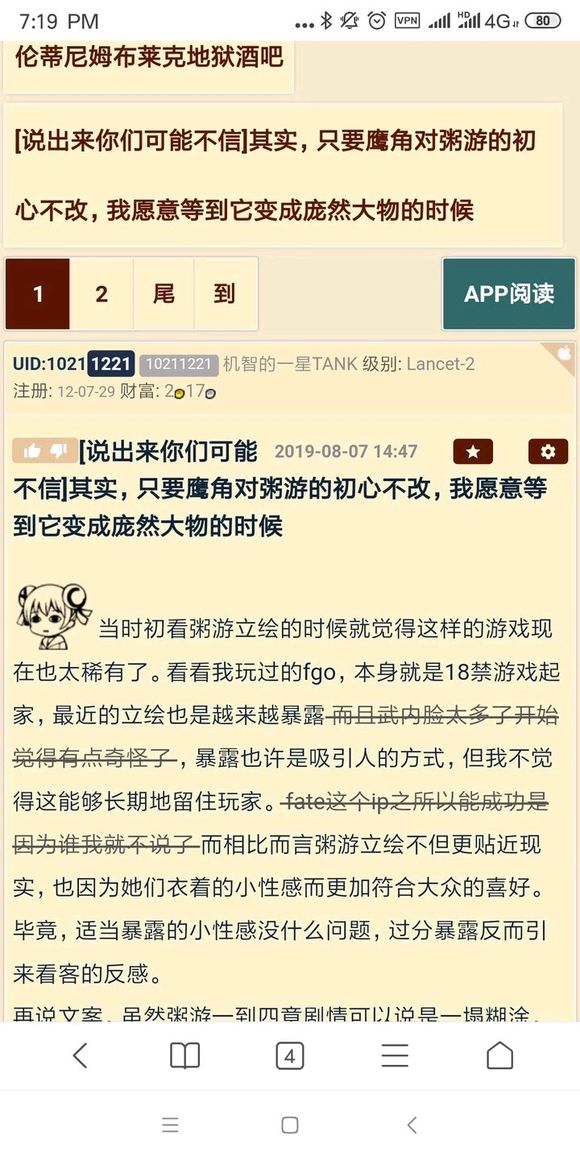 7:19 PM
VPN HD 4G 80
伦蒂尼姆布莱克地狱酒吧
[说出来你们可能不信]其实，只要鹰角对粥游的初
心不改，我愿意等到它变成庞然大物的时候
1 2 尾 到 APP阅读
UID:10211221 10211221 机智的一星TANK 级别: Lancet-2
注册: 12-07-29 财富: 2 17
[说出来你们可能 2019-08-07 14:47
不信]其实，只要鹰角对粥游的初心不改，我愿意等
到它变成庞然大物的时候
当时初看粥游立绘的时候就觉得这样的游戏现
在也太稀有了。看看我玩过的fgo，本身就是18禁游戏起
家，最近的立绘也是越来越暴露 而且武内脸太多了开始
觉得有点奇怪了 ，暴露也许是吸引人的方式，但我不觉
得这能够长期地留住玩家。 fate这个ip之所以能成功是
因为谁我就不说了 而相比而言粥游立绘不但更贴近现
实，也因为她们衣着的小性感而更加符合大众的喜好。
毕竟，适当暴露的小性感没什么问题，过分暴露反而引
来看客的反感。
再说文案，虽然粥游一到四章剧情可以说是一塌糊涂，
4